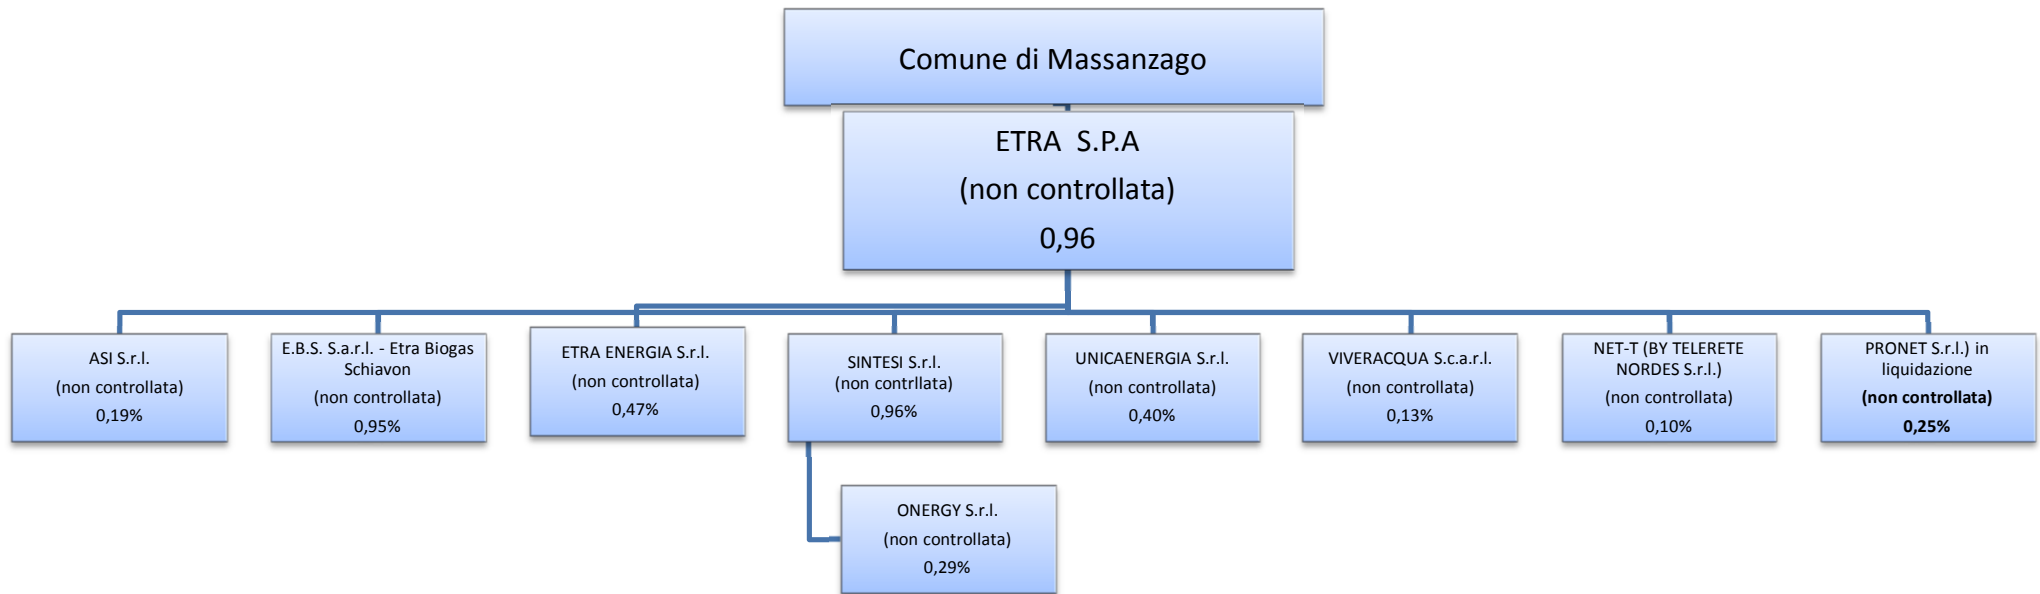 Comune di Massanzago
ETRA S.P.A
(non controllata)
0,96
ASI S.r.l.
(non controllata)
0,19%
E.B.S. S.a.r.l. - Etra Biogas
Schiavon
(non controllata)
0,95%
ETRA ENERGIA S.r.l.
(non controllata)
0,47%
SINTESI S.r.l.
(non contrllata)
0,96%
UNICAENERGIA S.r.l.
(non controllata)
0,40%
VIVERACQUA S.c.a.r.l.
(non controllata)
0,13%
NET-T (BY TELERETE
NORDES S.r.l.)
(non controllata)
0,10%
PRONET S.r.l.) in
liquidazione
(non controllata)
0,25%
ONERGY S.r.l.
(non controllata)
0,29%